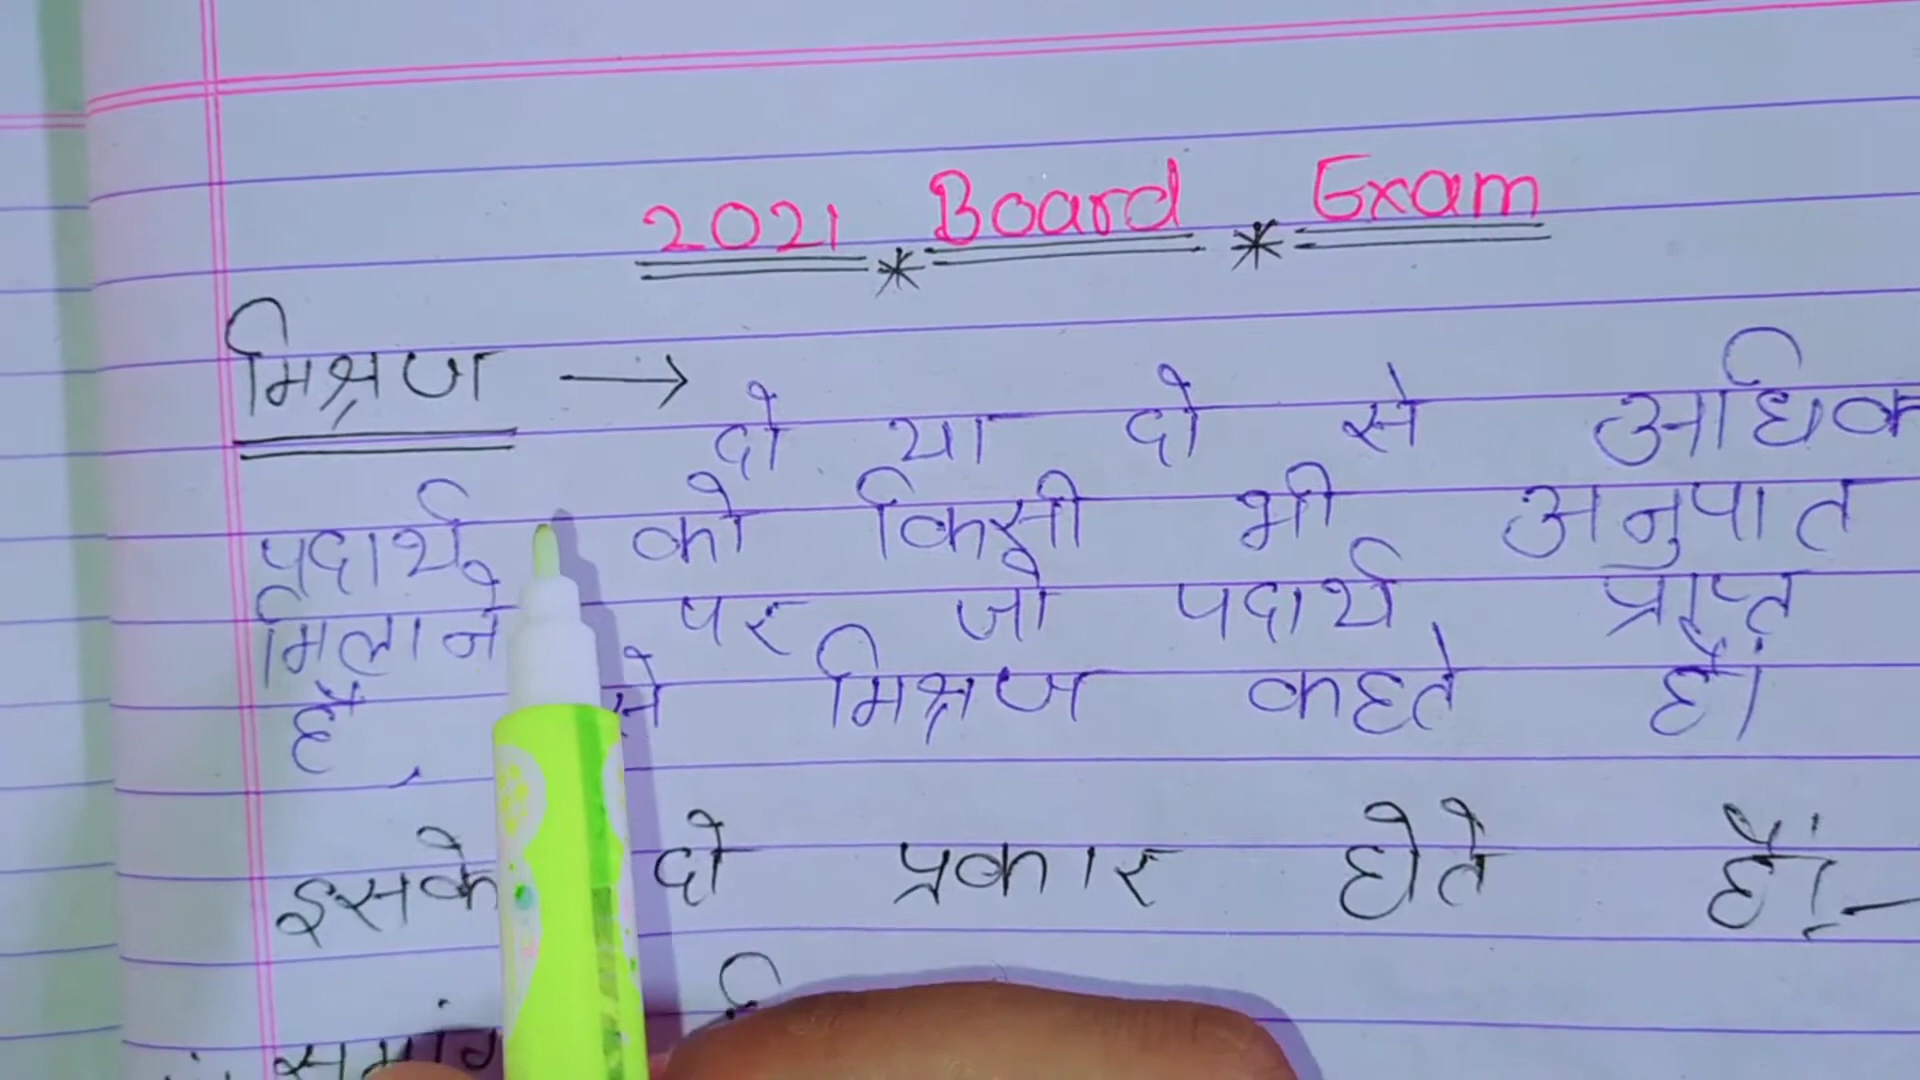 2021 * Board * Exam
मिश्रण →
दो या दो से अधिक
पदार्थ को किसी भी अनुपात
मिलाने पर जो पदार्थ प्राप्त
है, मिश्रण कहते है।
इसके दो प्रकार होते हैं।—